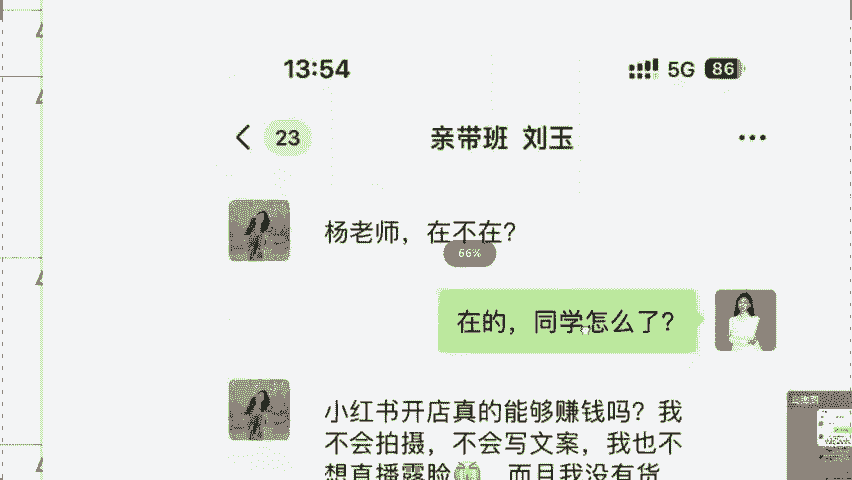 13:54
5G 86
23
亲带班 刘玉
杨老师，在不在？
66%
在的，同学怎么了？
小红书开店真的能够赚钱吗？我
不会拍摄，不会写文案，我也不
想直播露脸，而且我没有货